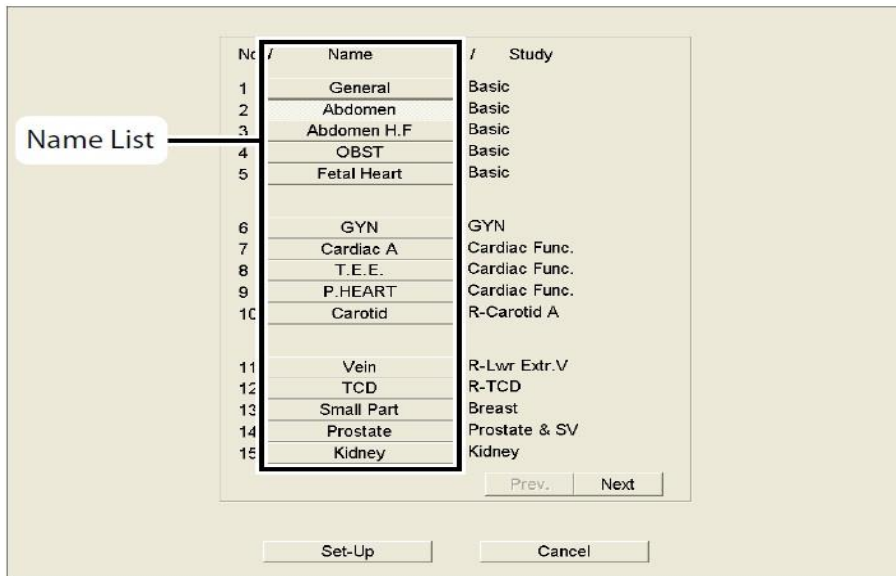 No / Name / Study
1 General Basic
2 Abdomen Basic
3 Abdomen H.F Basic
Name List
4 OBST Basic
5 Fetal Heart Basic
6 GYN GYN
7 Cardiac A Cardiac Func.
8 T.E.E. Cardiac Func.
9 P.HEART Cardiac Func.
10 Carotid R-Carotid A
11 Vein R-Lwr Extr.V
12 TCD R-TCD
13 Small Part Breast
14 Prostate Prostate & SV
15 Kidney Kidney
Prev. Next
Set-Up Cancel